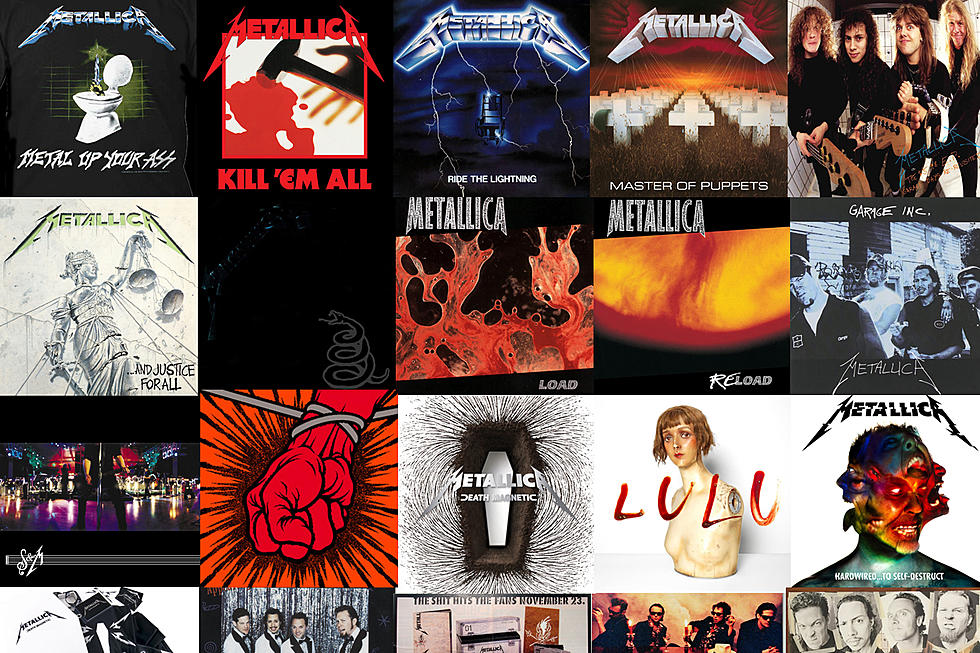 METALLICA
METAL UP YOUR ASS
METALLICA
KILL 'EM ALL
METALLICA
RIDE THE LIGHTNING
METALLICA
MASTER OF PUPPETS
METALLICA
METALLICA
...AND JUSTICE
FOR ALL
METALLICA
LOAD
METALLICA
RELOAD
GARAGE INC.
METALLICA
S&M
METALLICA
DEATH MAGNETIC
LULU
METALLICA
HARDWIRED...TO SELF-DESTRUCT
METALLICA
THE SHIT HITS THE FANS NOVEMBER 23.